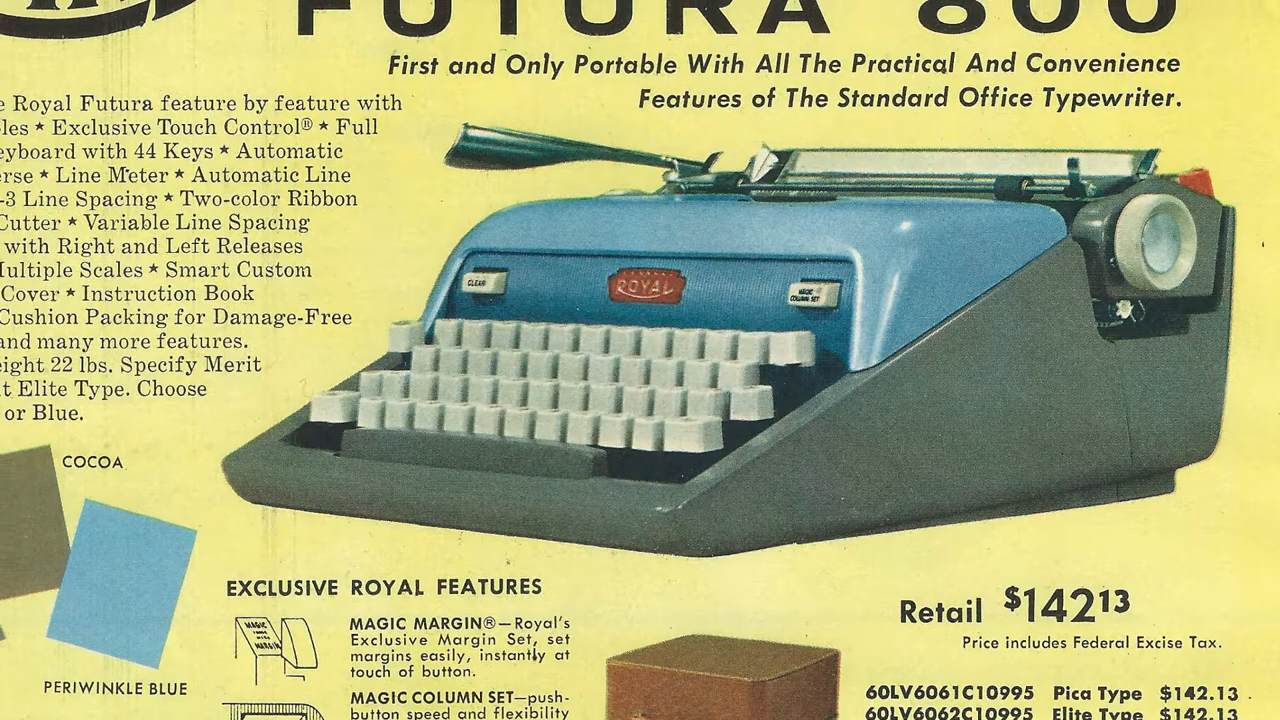 FUTURA 800
First and Only Portable With All The Practical And Convenience
Features of The Standard Office Typewriter.
Royal Futura feature by feature with
Exclusive Touch Control® * Full
with 44 Keys * Automatic
* Line Meter * Automatic Line
-3 Line Spacing * Two-color Ribbon
Cutter * Variable Line Spacing
with Right and Left Releases
Multiple Scales * Smart Custom
Cover * Instruction Book
Cushion Packing for Damage-Free
and many more features.
22 lbs. Specify Merit
Elite Type. Choose
or Blue.
CLEAR
ROYAL
MAGIC
COLUMN SET
COCOA
PERIWINKLE BLUE
EXCLUSIVE ROYAL FEATURES
MAGIC MARGIN®—Royal's
Exclusive Margin Set, set
margins easily, instantly at
touch of button.
MAGIC COLUMN SET—push-
button speed and flexibility
Retail $142 13
Price includes Federal Excise Tax.
60LV6061C10995 Pica Type $142.13
60LV6062C10995 Elite Type $142.13